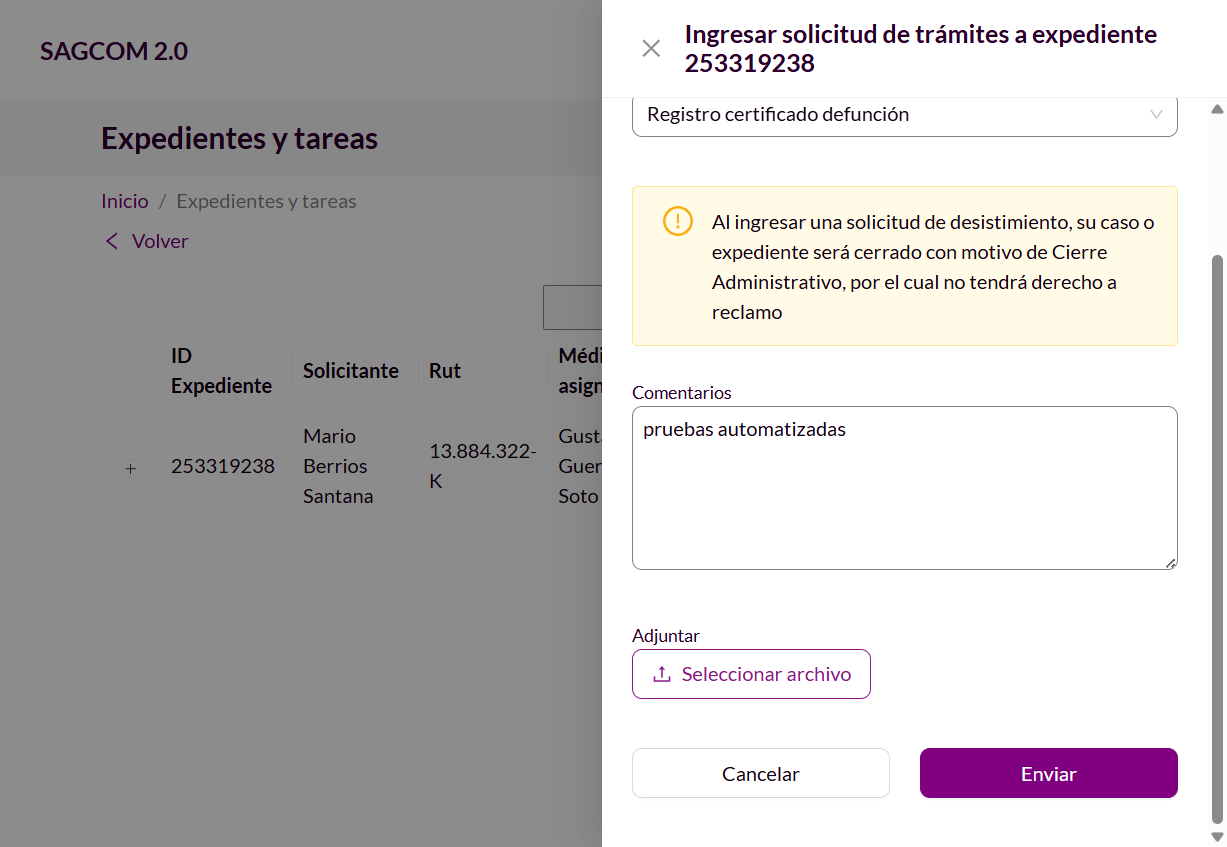 SAGCOM 2.0
Expedientes y tareas
Inicio / Expedientes y tareas
Volver
ID
Expediente
Solicitante
Rut
Médi
asign
+
253319238
Mario
Berrios
Santana
13.884.322-
K
Gust
Guer
Soto
Ingresar solicitud de trámites a expediente
253319238
Registro certificado defunción
Al ingresar una solicitud de desistimiento, su caso o
expediente será cerrado con motivo de Cierre
Administrativo, por el cual no tendrá derecho a
reclamo
Comentarios
pruebas automatizadas
Adjuntar
Seleccionar archivo
Cancelar
Enviar